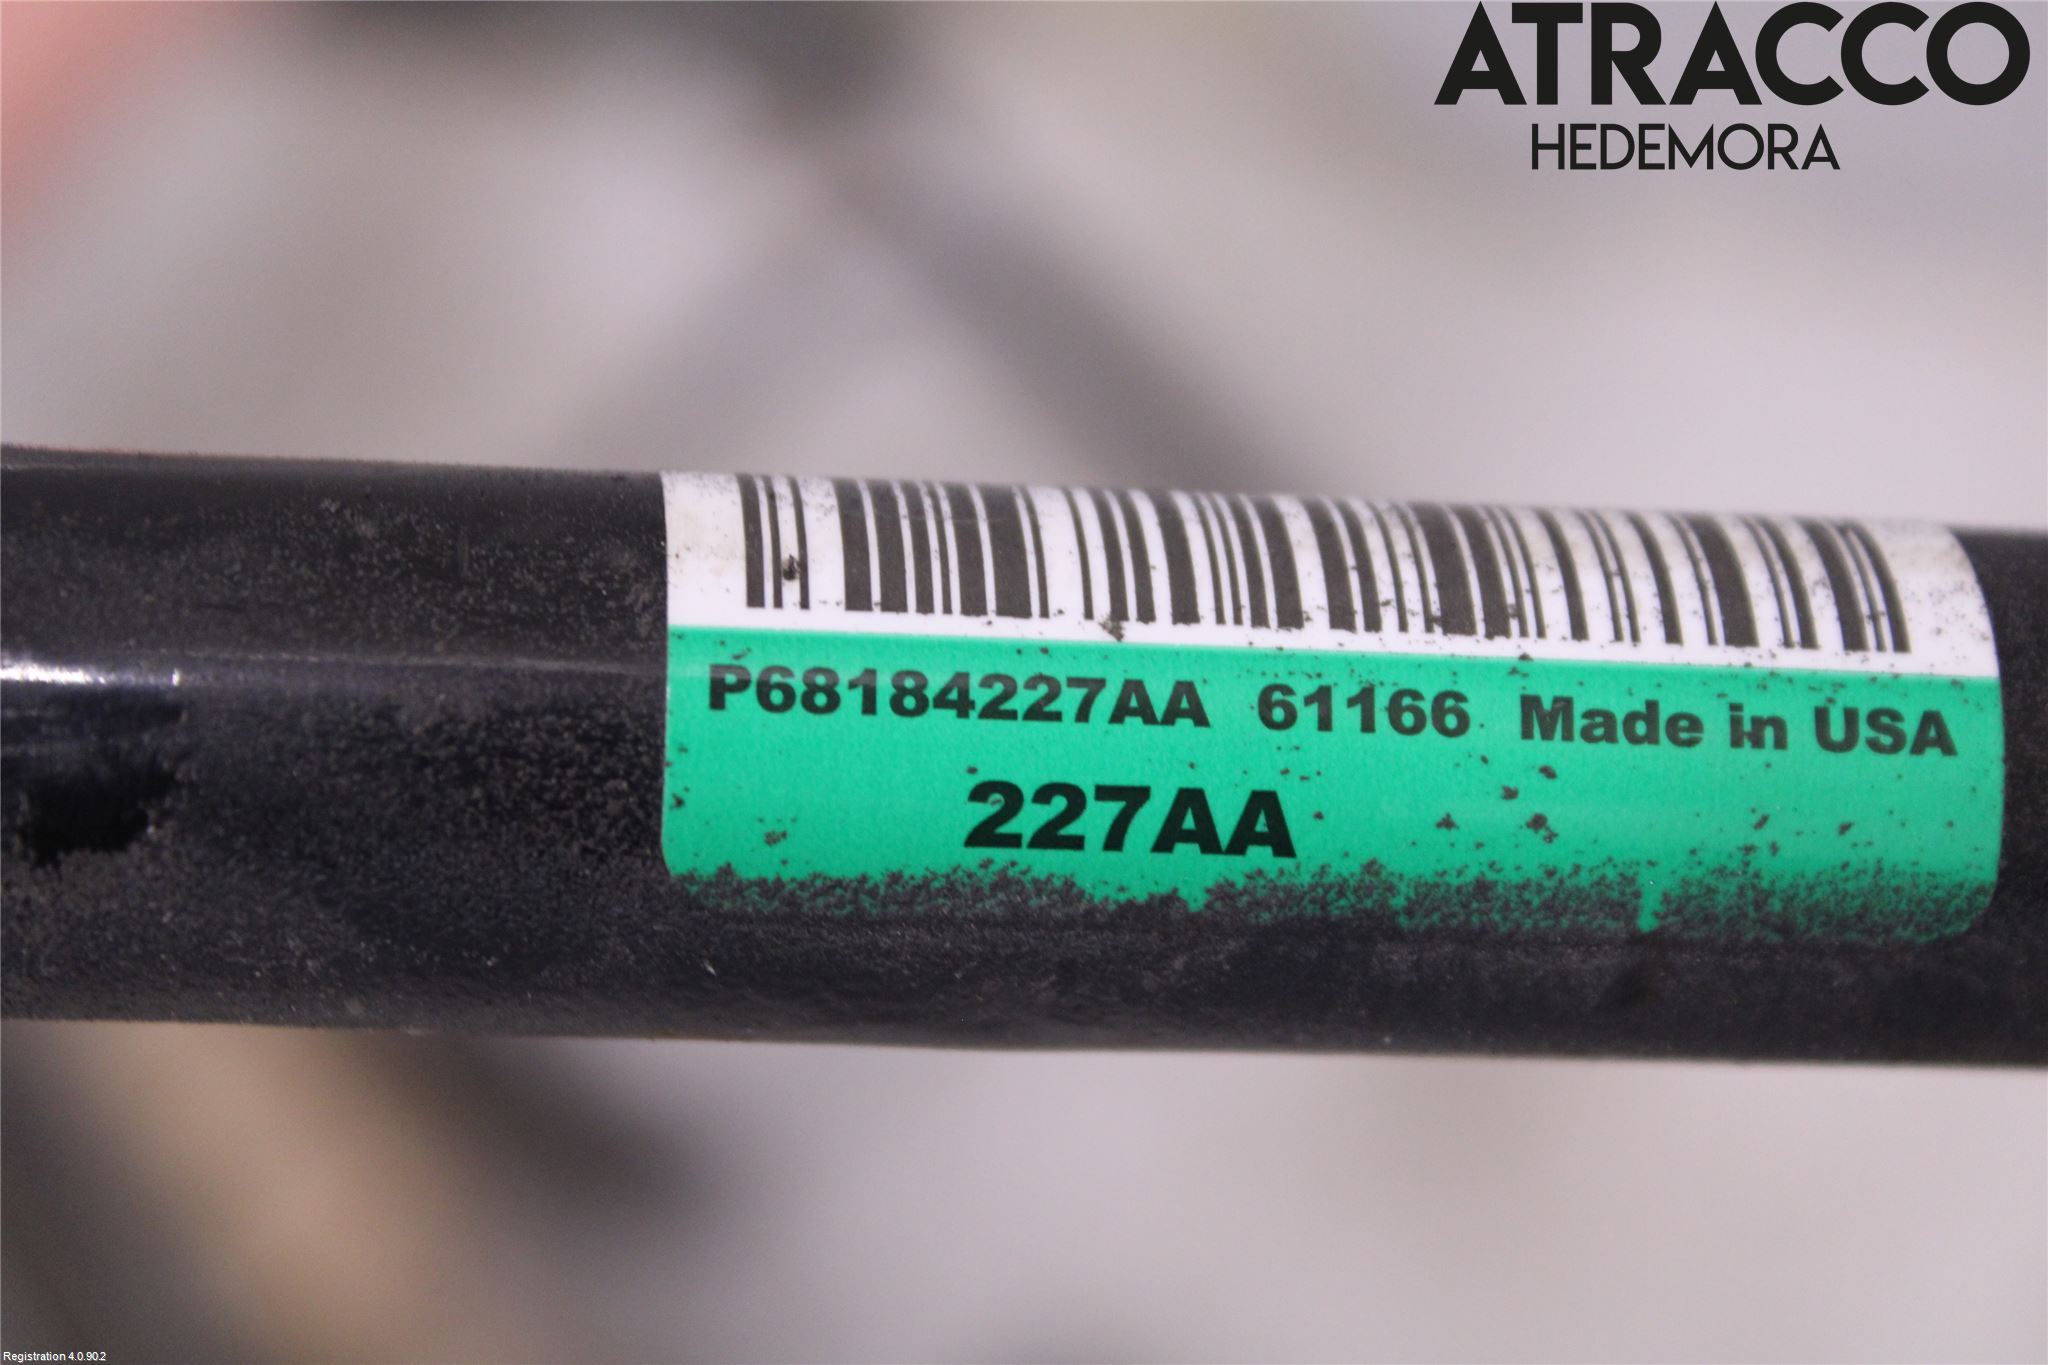 ATRACCO
HEDEMORA
P68184227AA 61166 Made in USA
227AA
Registration 4.0.90.2